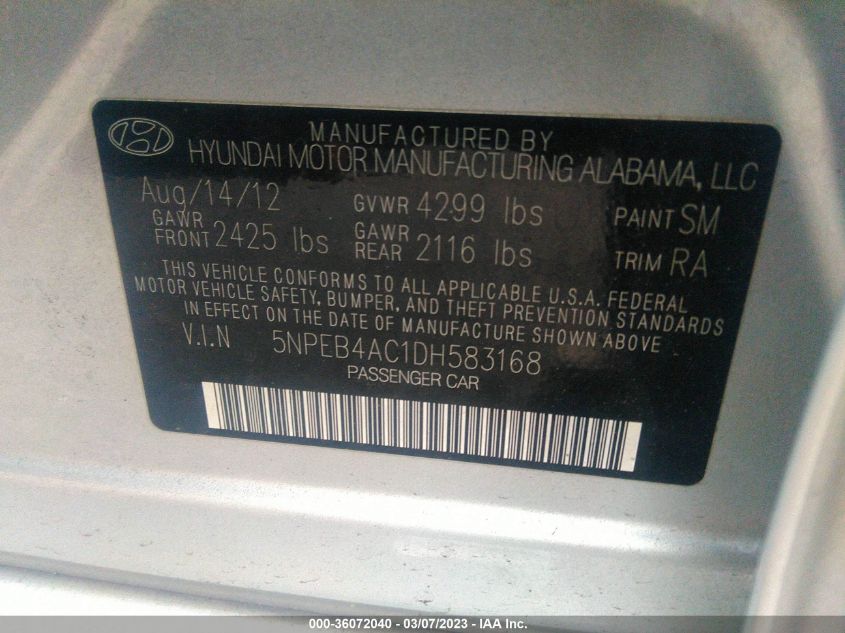 MANUFACTURED BY
HYUNDAI MOTOR MANUFACTURING ALABAMA, LLC
Aug/14/12 GVWR 4299 lbs PAINT SM
GAWR FRONT 2425 lbs GAWR REAR 2116 lbs TRIM RA
THIS VEHICLE CONFORMS TO ALL APPLICABLE U.S.A. FEDERAL
MOTOR VEHICLE SAFETY, BUMPER, AND THEFT PREVENTION STANDARDS
IN EFFECT ON THE DATE OF MANUFACTURE SHOWN ABOVE
V.I.N 5NPEB4AC1DH583168
PASSENGER CAR
000-36072040 - 03/07/2023 - IAA Inc.